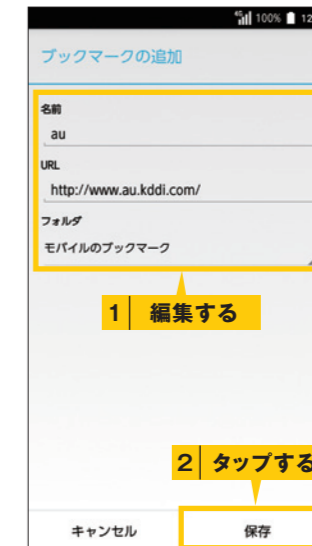 4G 100% 12
ブックマークの追加
名前
au
URL
http://www.au.kddi.com/
フォルダ
モバイルのブックマーク
1 編集する
2 タップする
キャンセル 保存